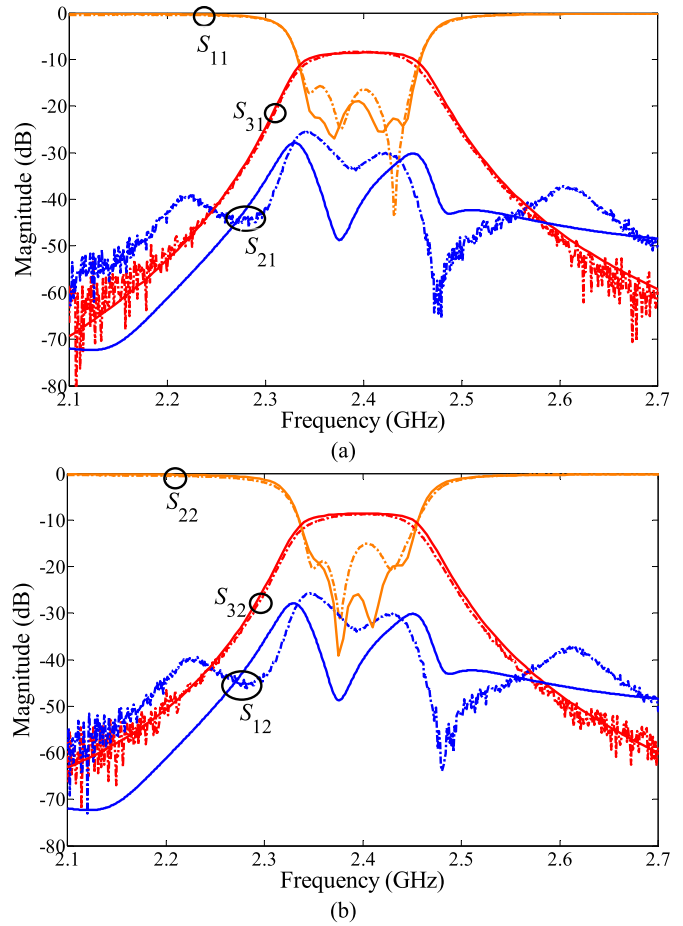 0
-10
-20
-30
-40
-50
-60
-70
-80
Magnitude (dB)
S11
S31
S21
2.1 2.2 2.3 2.4 2.5 2.6 2.7
Frequency (GHz)
(a)
0
-10
-20
-30
-40
-50
-60
-70
-80
Magnitude (dB)
S22
S32
S12
2.1 2.2 2.3 2.4 2.5 2.6 2.7
Frequency (GHz)
(b)